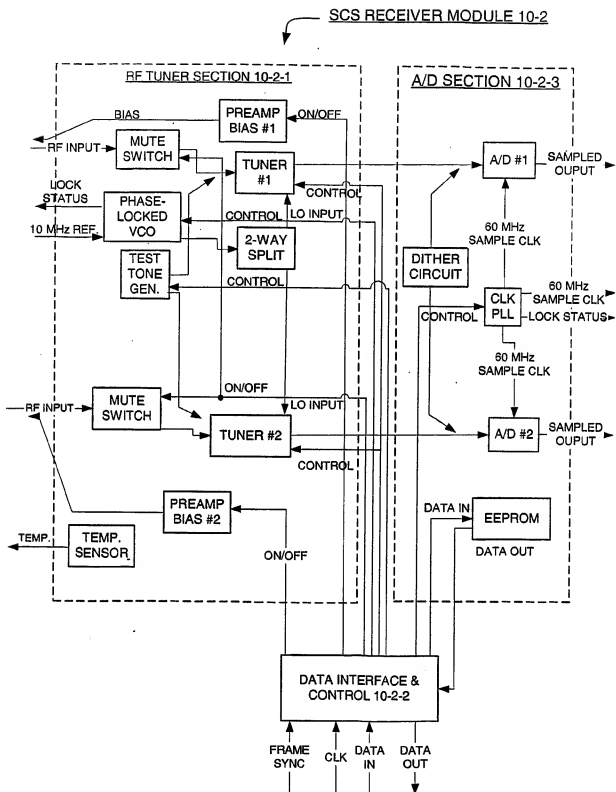 SCS RECEIVER MODULE 10-2
RF TUNER SECTION 10-2-1
A/D SECTION 10-2-3
BIAS
PREAMP
BIAS #1
ON/OFF
RF INPUT
MUTE
SWITCH
TUNER
#1
A/D #1
SAMPLED
OUPUT
CONTROL
LOCK
STATUS
PHASE-
LOCKED
VCO
CONTROL
LO INPUT
10 MHz REF.
2-WAY
SPLIT
60 MHz
SAMPLE CLK
TEST
TONE
GEN.
CONTROL
DITHER
CIRCUIT
CLK
PLL
60 MHz
SAMPLE CLK
CONTROL
LOCK STATUS
60 MHz
SAMPLE CLK
ON/OFF
RF INPUT
MUTE
SWITCH
LO INPUT
TUNER #2
A/D #2
SAMPLED
OUPUT
CONTROL
PREAMP
BIAS #2
DATA IN
EEPROM
TEMP.
TEMP.
SENSOR
ON/OFF
DATA OUT
DATA INTERFACE &
CONTROL 10-2-2
FRAME
SYNC
CLK
DATA
IN
DATA
OUT